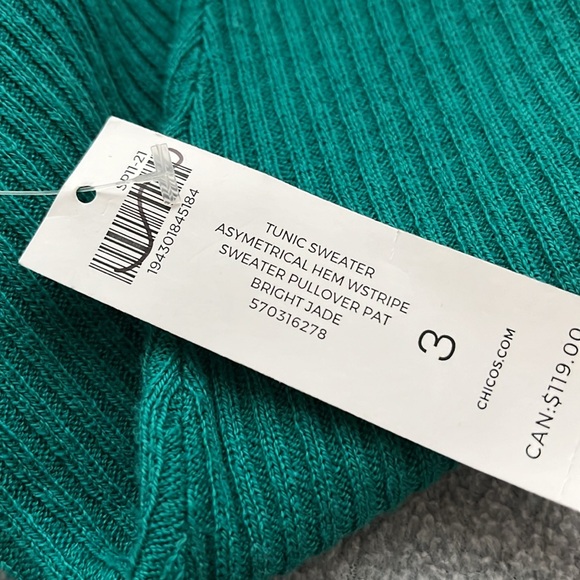 SP11-21
194301845184
TUNIC SWEATER
ASYMETRICAL HEM WSTRIPE
SWEATER PULLOVER PAT
BRIGHT JADE
570316278
3
CHICOS.COM
CAN:$119.00